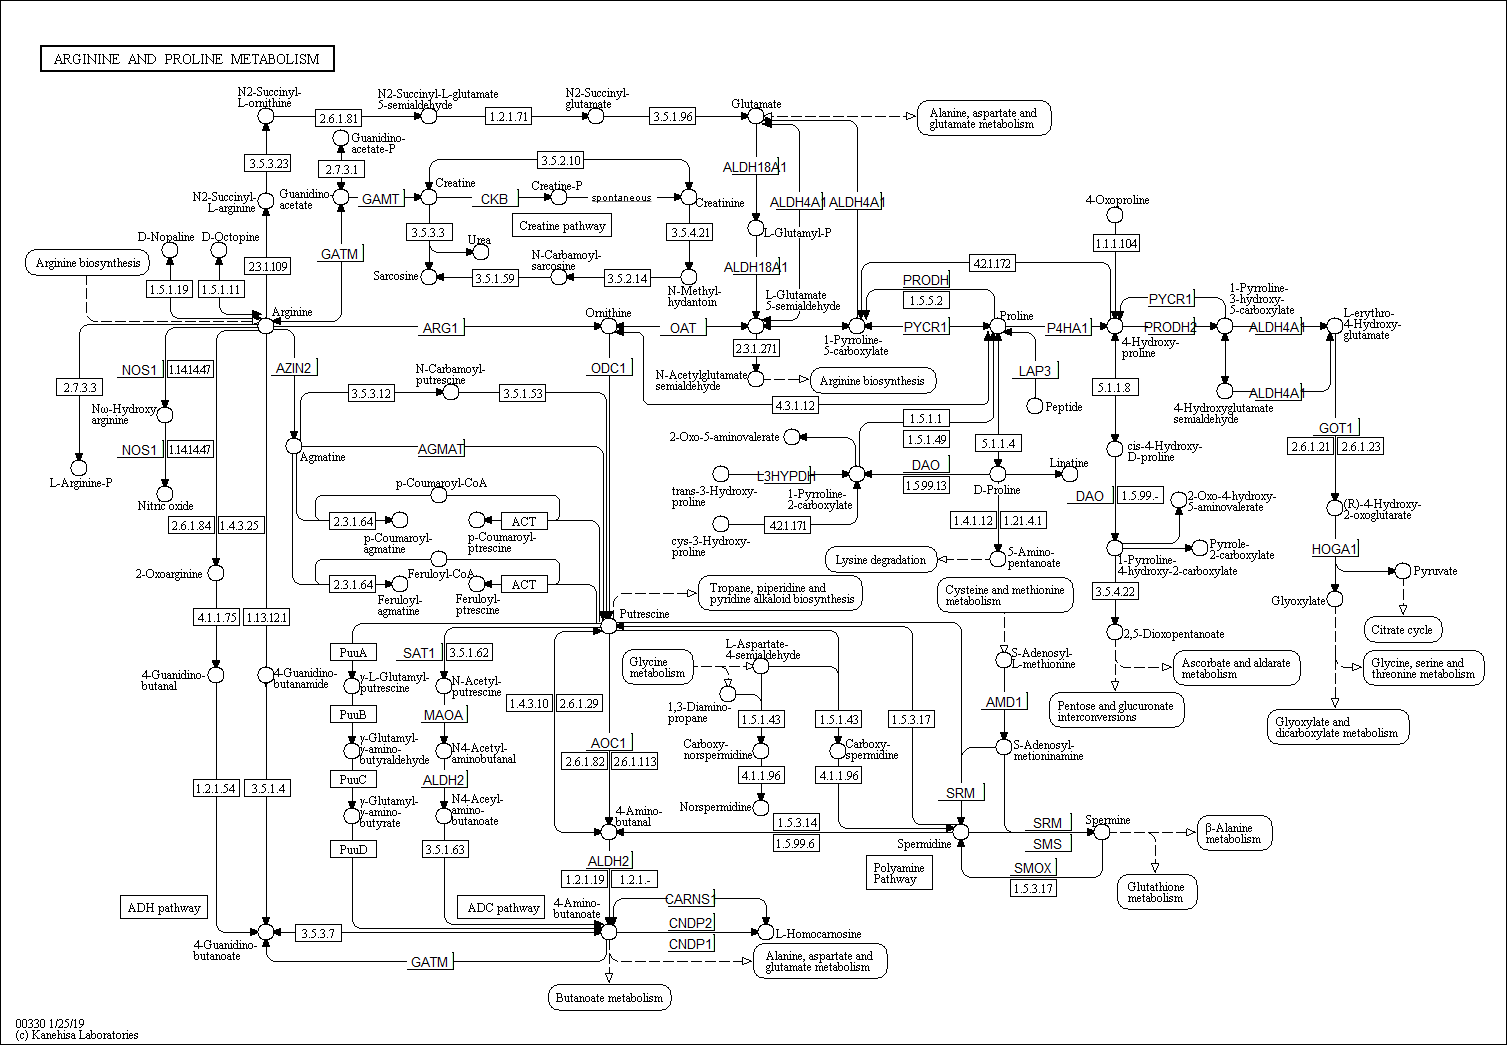 ARGININE AND PROLINE METABOLISM
N2-Succinyl-
L-ornithine
2.6.1.81
N2-Succinyl-L-glutamate
5-semialdehyde
1.2.1.71
N2-Succinyl-
glutamate
3.5.1.96
Glutamate
Alanine, aspartate and
glutamate metabolism
Guanidino-
acetate-P
3.5.3.23
2.7.3.1
3.5.2.10
ALDH18A1
N2-Succinyl-
L-arginine
Guanidino-
acetate
GAMT
Creatine
CKB
Creatine-P
spontaneous
Creatinine
ALDH4A1
ALDH4A1
4-Oxoproline
Creatine pathway
3.5.3.3
3.5.4.21
L-Glutamyl-P
1.1.1.104
D-Nopaline
D-Octopine
GATM
Urea
Arginine biosynthesis
2.3.1.109
Sarcosine
3.5.1.59
N-Carbamoyl-
sarcosine
3.5.2.14
N-Methyl-
hydantoin
ALDH18A1
4.2.1.172
1.5.1.19
1.5.1.11
L-Glutamate
5-semialdehyde
PRODH
1.5.5.2
PYCR1
1-Pyrroline-
3-hydroxy-
5-carboxylate
Arginine
ARG1
Ornithine
OAT
PYCR1
Proline
P4HA1
PRODH2
ALDH4A1
L-erythro-
4-Hydroxy-
glutamate
1-Pyrroline-
5-carboxylate
4-Hydroxy-
proline
2.3.1.271
NOS1
1.14.14.47
AZIN2
ODC1
N-Acetylglutamate
semialdehyde
Arginine biosynthesis
LAP3
2.7.3.3
3.5.3.12
N-Carbamoyl-
putrescine
3.5.1.53
4.3.1.12
Peptide
5.1.1.8
ALDH4A1
4-Hydroxyglutamate
semialdehyde
Nω-Hydroxy
arginine
1.5.1.1
1.5.1.49
GOT1
2.6.1.21
2.6.1.23
NOS1
1.14.14.47
Agmatine
AGMAT
2-Oxo-5-aminovalerate
5.1.1.4
cis-4-Hydroxy-
D-proline
L-Arginine-P
Nitric oxide
p-Coumaroyl-CoA
trans-3-Hydroxy-
proline
L3HYPDH
1-Pyrroline-
2-carboxylate
DAO
1.5.99.13
D-Proline
Linatine
DAO
1.5.99.-
2-Oxo-4-hydroxy-
5-aminovalerate
(R)-4-Hydroxy-
2-oxoglutarate
2.6.1.84
1.4.3.25
2.3.1.64
ACT
p-Coumaroyl-
agmatine
p-Coumaroyl-
ptrescine
4.2.1.171
cys-3-Hydroxy-
proline
1.4.1.12
1.21.4.1
Lysine degradation
5-Amino-
pentanoate
1-Pyrroline-
4-hydroxy-2-carboxylate
Pyrrole-
2-carboxylate
HOGA1
2-Oxoarginine
2.3.1.64
Feruloyl-CoA
ACT
Feruloyl-
agmatine
Feruloyl-
ptrescine
Pyruvate
Tropane, piperidine and
pyridine alkaloid biosynthesis
Cysteine and methionine
metabolism
3.5.4.22
Glyoxylate
4.1.1.75
1.13.12.1
Putrescine
2,5-Dioxopentanoate
Citrate cycle
PuuA
SAT1
3.5.1.62
Glycine
metabolism
L-Aspartate-
4-semialdehyde
S-Adenosyl-
L-methionine
Ascorbate and aldarate
metabolism
Glycine, serine and
threonine metabolism
4-Guanidino-
butanal
4-Guanidino-
butanamide
γ-L-Glutamyl-
putrescine
N-Acetyl-
putrescine
1.4.3.10
2.6.1.29
1,3-Diamino-
propane
AMD1
Pentose and glucuronate
interconversions
Glyoxylate and
dicarboxylate metabolism
PuuB
MAOA
1.5.1.43
1.5.1.43
1.5.3.17
γ-Glutamyl-
γ-amino-
butyraldehyde
N4-Acetyl-
aminobutanal
AOC1
2.6.1.82
2.6.1.113
Carboxy-
norspermidine
Carboxy-
spermidine
S-Adenosyl-
metioninamine
1.2.1.54
3.5.1.4
PuuC
ALDH2
4.1.1.96
4.1.1.96
SRM
γ-Glutamyl-
γ-amino-
butyrate
N4-Aceyl-
amino-
butanoate
4-Amino-
butanal
Norspermidine
1.5.3.14
1.5.99.6
Spermidine
SRM
SMS
Spermine
β-Alanine
metabolism
PuuD
3.5.1.63
ALDH2
1.2.1.19
1.2.1.-
Polyamine
Pathway
SMOX
1.5.3.17
Glutathione
metabolism
ADH pathway
ADC pathway
4-Amino-
butanoate
CARNS1
CNDP2
CNDP1
L-Homocarnosine
4-Guanidino-
butanoate
3.5.3.7
GATM
Alanine, aspartate and
glutamate metabolism
Butanoate metabolism
00330 1/25/19
(c) Kanehisa Laboratories